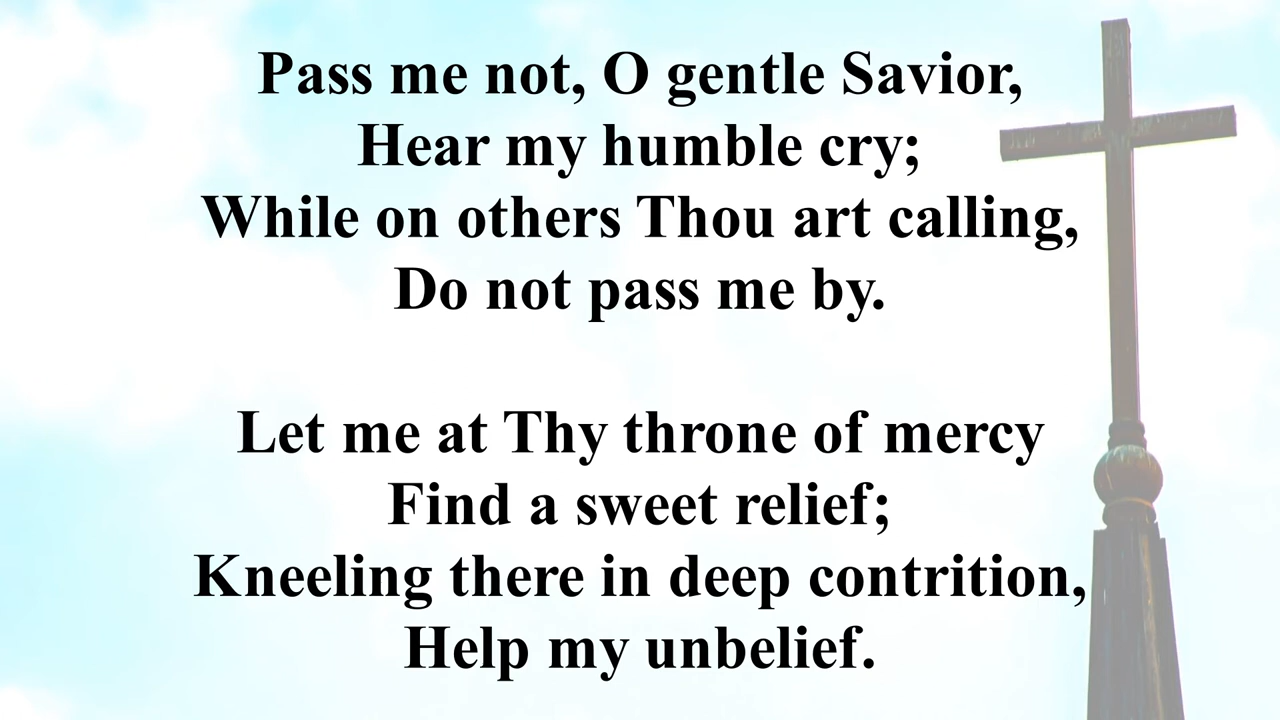 Pass me not, O gentle Savior,
Hear my humble cry;
While on others Thou art calling,
Do not pass me by.
Let me at Thy throne of mercy
Find a sweet relief;
Kneeling there in deep contrition,
Help my unbelief.